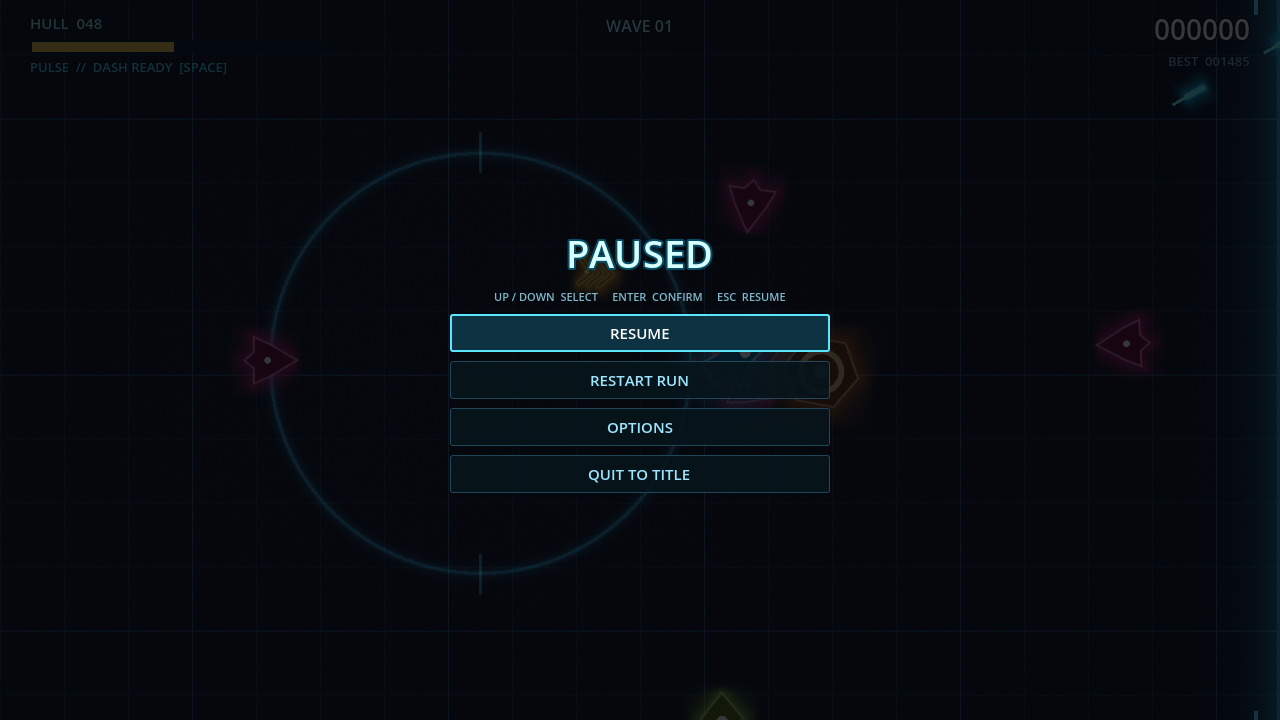 HULL 048
WAVE 01
000000
BEST 001485
PULSE // DASH READY [SPACE]
PAUSED
UP / DOWN SELECT ENTER CONFIRM ESC RESUME
RESUME
RESTART RUN
OPTIONS
QUIT TO TITLE